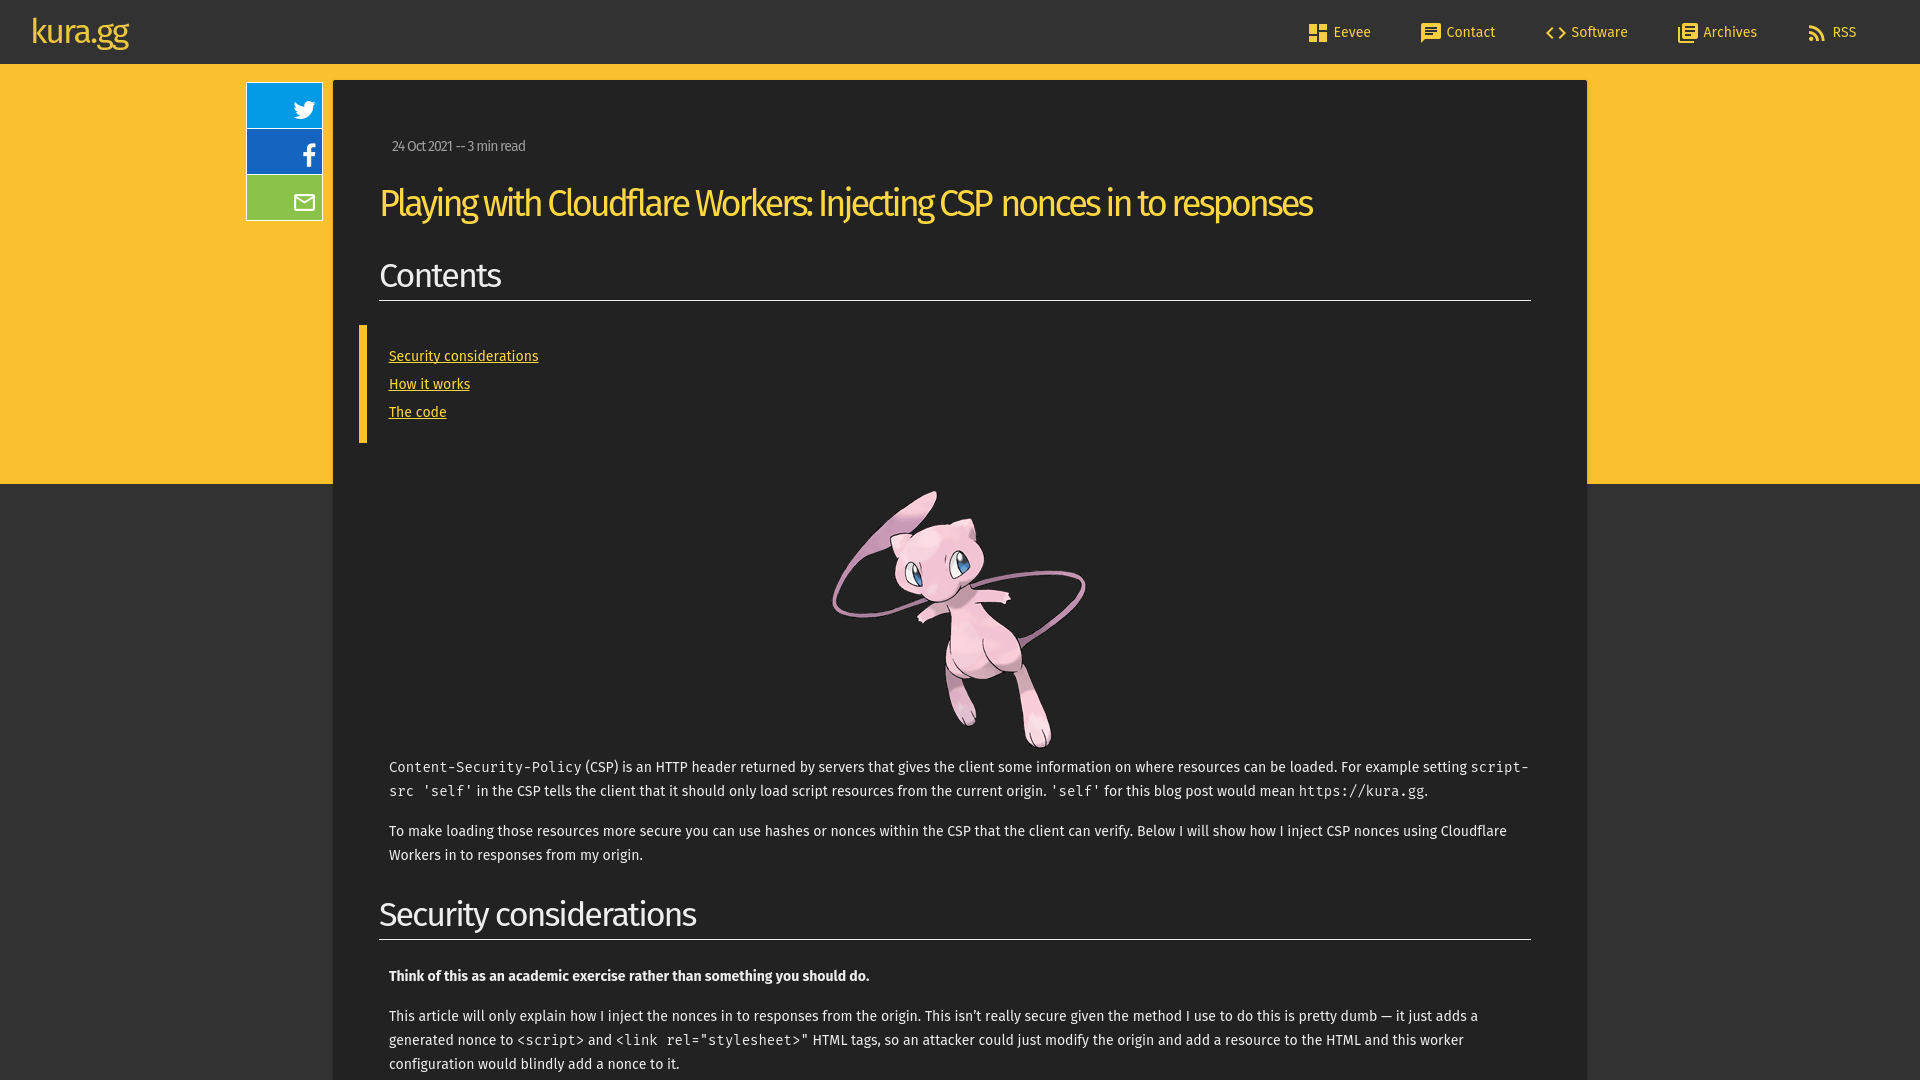 kura.gg
Eevee
Contact
Software
Archives
RSS
24 Oct 2021 -- 3 min read
Playing with Cloudflare Workers: Injecting CSP nonces in to responses
Contents
Security considerations
How it works
The code
Content-Security-Policy (CSP) is an HTTP header returned by servers that gives the client some information on where resources can be loaded. For example setting script-
src 'self' in the CSP tells the client that it should only load script resources from the current origin. 'self' for this blog post would mean https://kura.gg.
To make loading those resources more secure you can use hashes or nonces within the CSP that the client can verify. Below I will show how I inject CSP nonces using Cloudflare
Workers in to responses from my origin.
Security considerations
Think of this as an academic exercise rather than something you should do.
This article will only explain how I inject the nonces in to responses from the origin. This isn’t really secure given the method I use to do this is pretty dumb — it just adds a
generated nonce to <script> and <link rel="stylesheet>" HTML tags, so an attacker could just modify the origin and add a resource to the HTML and this worker
configuration would blindly add a nonce to it.